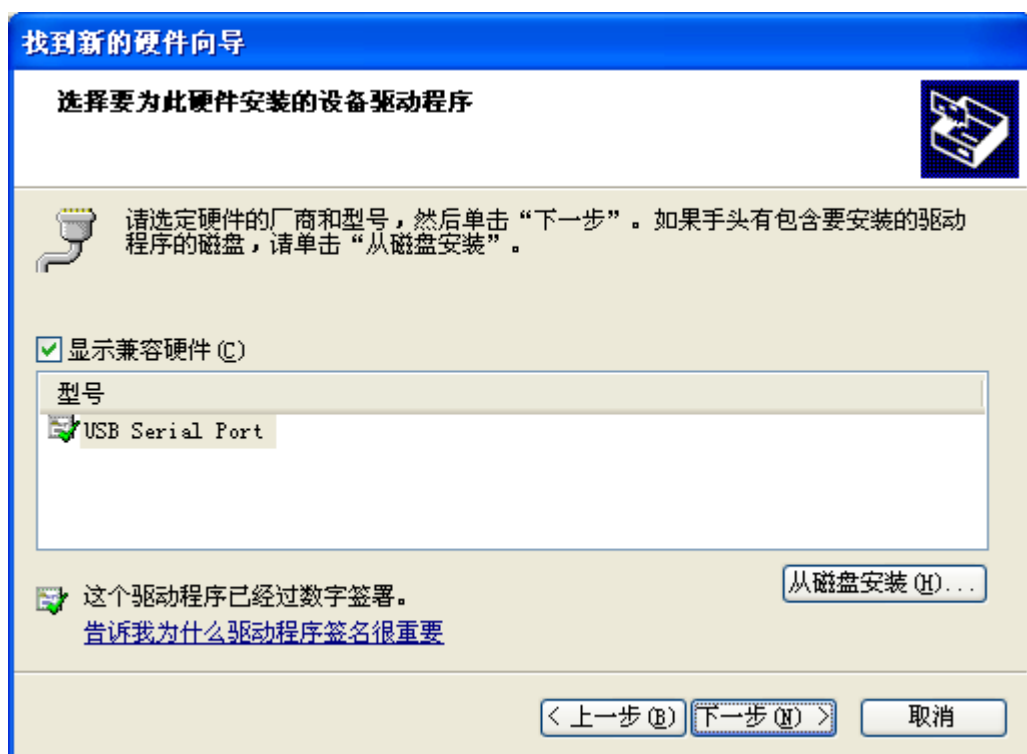 找到新的硬件向导
选择要为此硬件安装的设备驱动程序
请选定硬件的厂商和型号，然后单击“下一步”。如果手头有包含要安装的驱动
程序的磁盘，请单击“从磁盘安装”。
显示兼容硬件(C)
型号
USB Serial Port
这个驱动程序已经过数字签署。
从磁盘安装(H)...
告诉我为什么驱动程序签名很重要
< 上一步(B)
下一步(N) >
取消